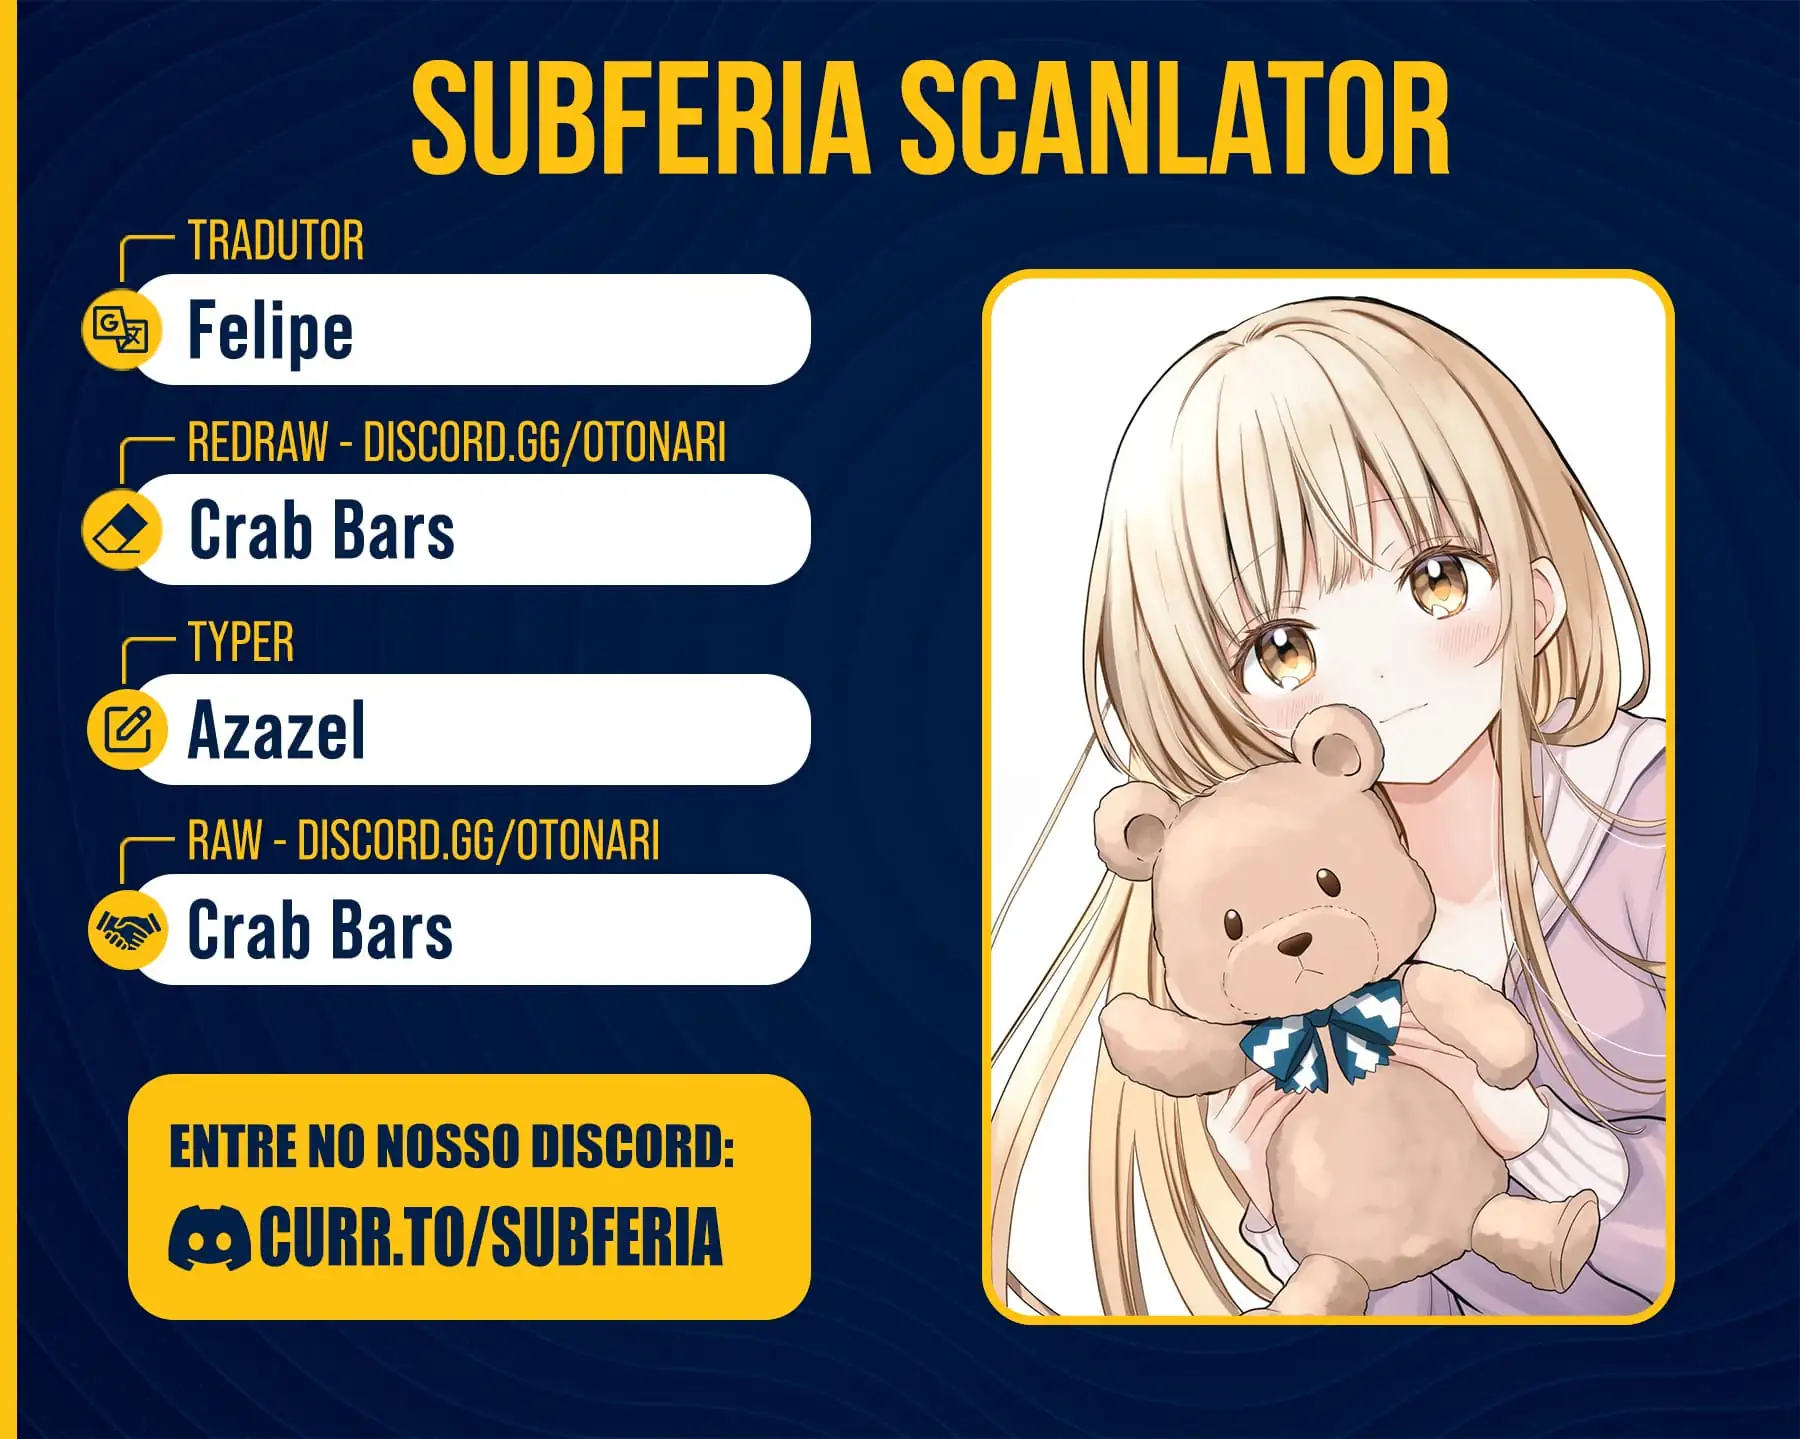 SUBFERIA SCANLATOR
TRADUTOR
Felipe
REDRAW - DISCORD.GG/OTONARI
Crab Bars
TYPER
Azazel
RAW - DISCORD.GG/OTONARI
Crab Bars
ENTRE NO NOSSO DISCORD:
CURR.TO/SUBFERIA